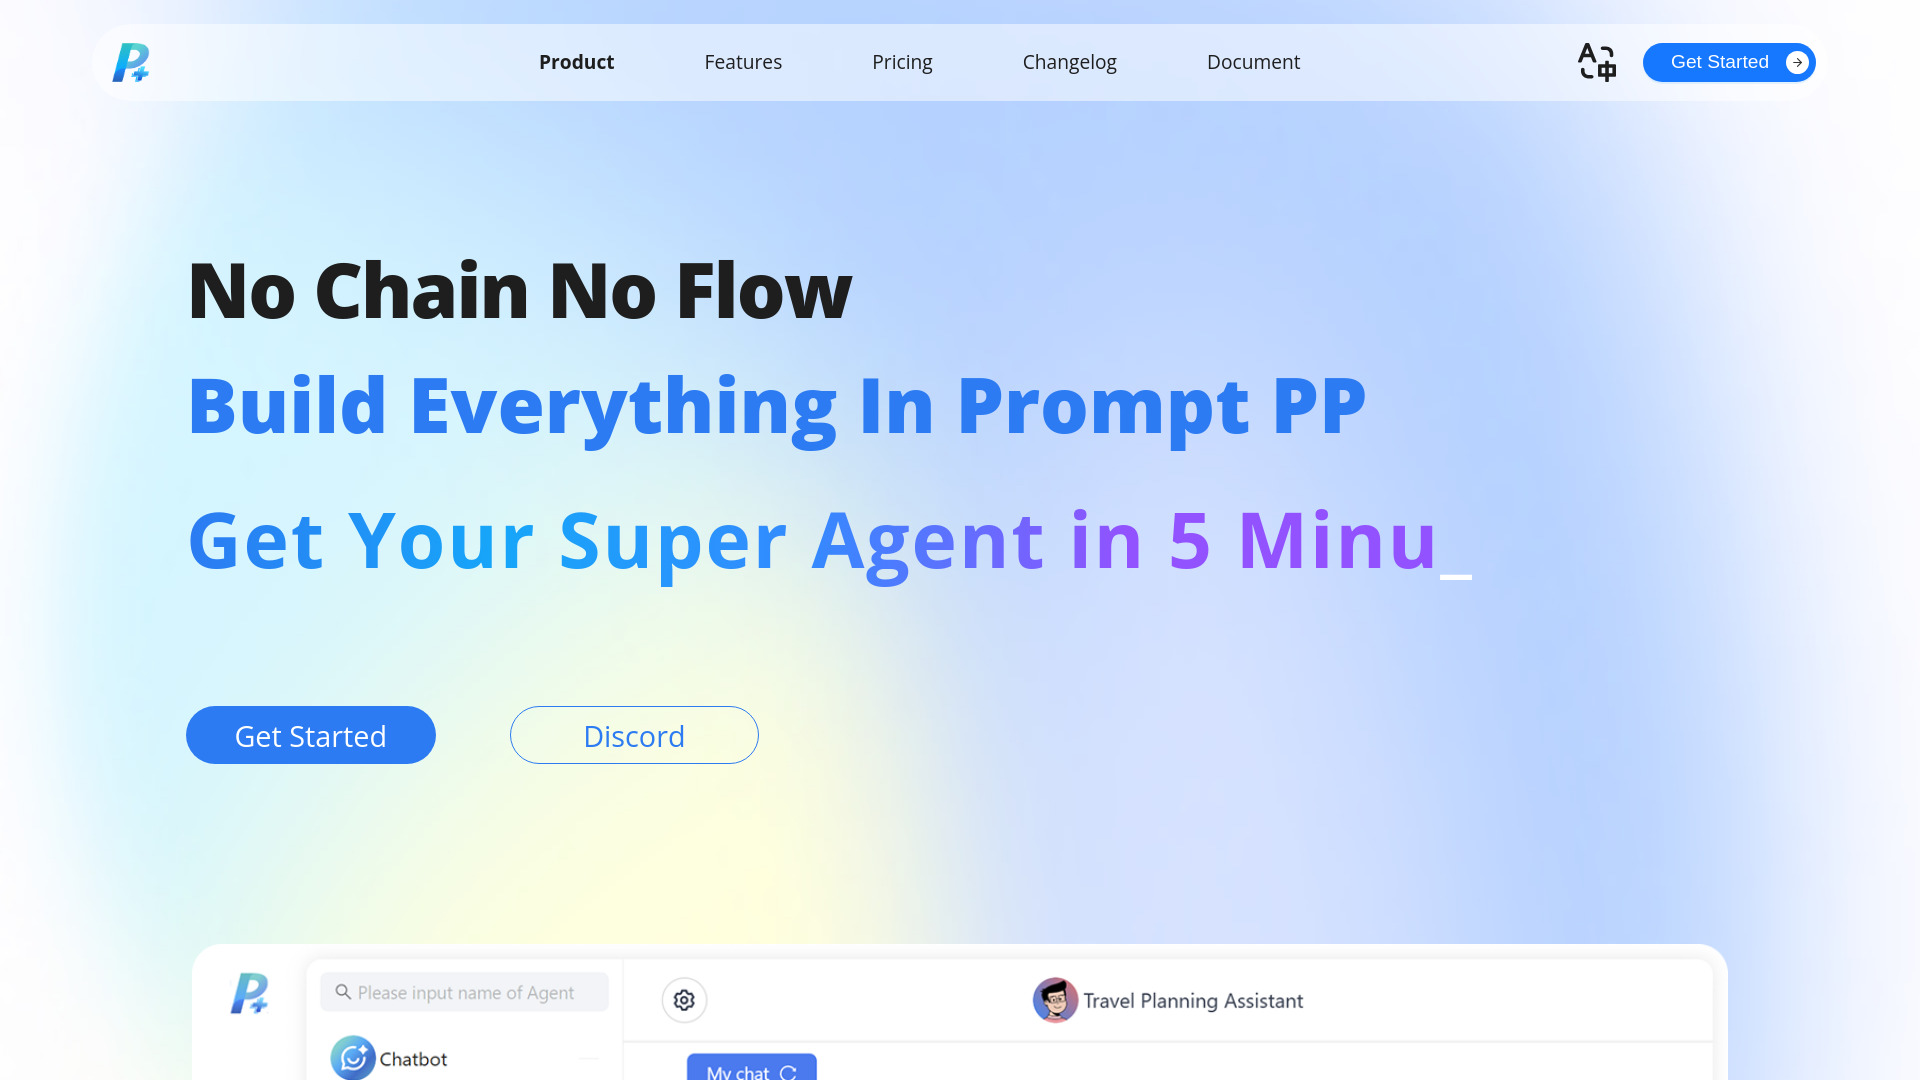 Product Features Pricing Changelog Document Get Started
No Chain No Flow
Build Everything In Prompt PP
Get Your Super Agent in 5 Minu_
Get Started Discord
Please input name of Agent
Travel Planning Assistant
Chatbot
My chat